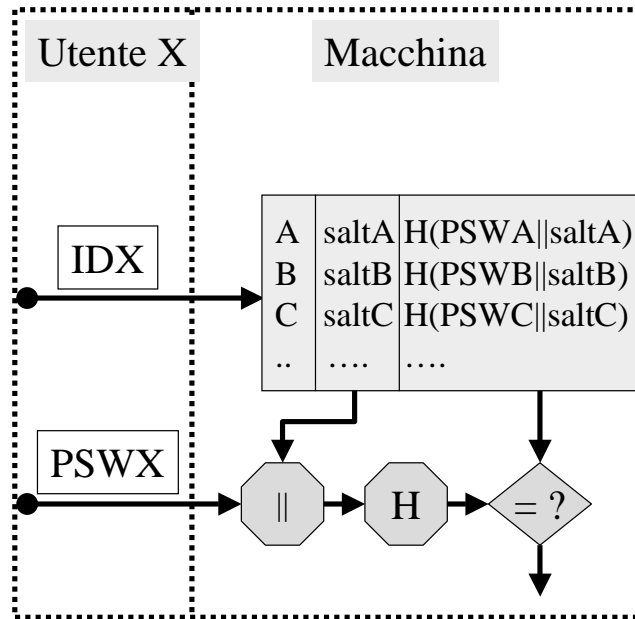 Utente X
Macchina
IDX
A saltA H(PSWA||saltA)
B saltB H(PSWB||saltB)
C saltC H(PSWC||saltC)
.. .... ....
PSWX
||
H
= ?